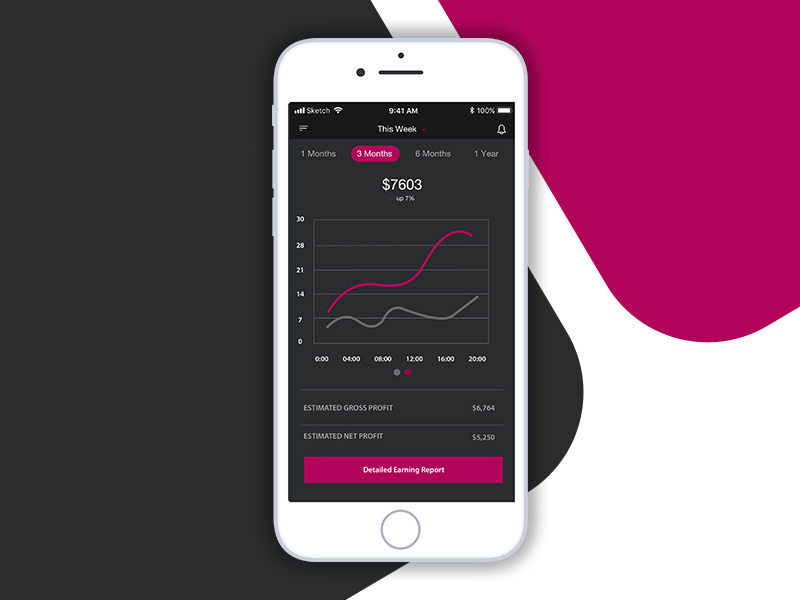 Sketch 9:41 AM 100%
This Week
1 Months 3 Months 6 Months 1 Year
$7603
up 7%
30
28
21
14
7
0
0:00 04:00 08:00 12:00 16:00 20:00
ESTIMATED GROSS PROFIT $6,764
ESTIMATED NET PROFIT $5,250
Detailed Earning Report